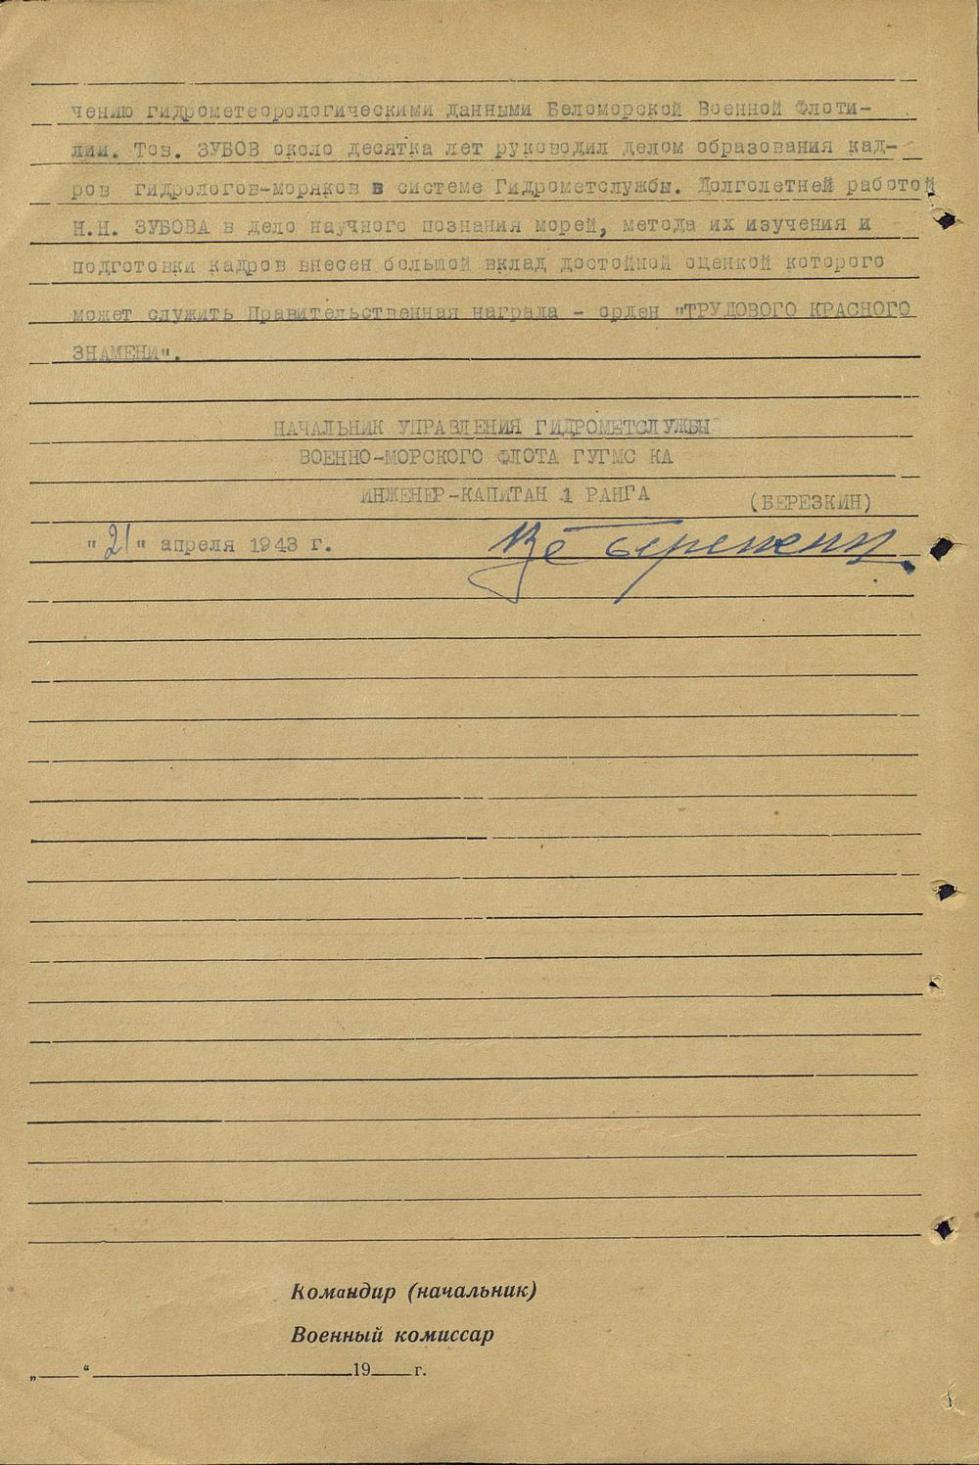 чению гидрометеорологическими данными Беломорской Военной Флоти-
лии. Тов. ЗУБОВ около десятка лет руководил делом образования кад-
ров гидрологов-моряков в системе Гидрометслужбы. Долголетней работой
Н.Н. ЗУБОВА в дело научного познания морей, метода их изучения и
подготовки кадров внесен большой вклад достойной оценкой которого
может служить Правительственная награда - орден "ТРУДОВОГО КРАСНОГО
ЗНАМЕНИ".
НАЧАЛЬНИК УПРАВЛЕНИЯ ГИДРОМЕТСЛУЖБЫ
ВОЕННО-МОРСКОГО ФЛОТА ГУГМС КА
ИНЖЕНЕР-КАПИТАН 1 РАНГА (БЕРЕЗКИН)
"21" апреля 1943 г.
Командир (начальник)
Военный комиссар
„___“ ______________19___г.